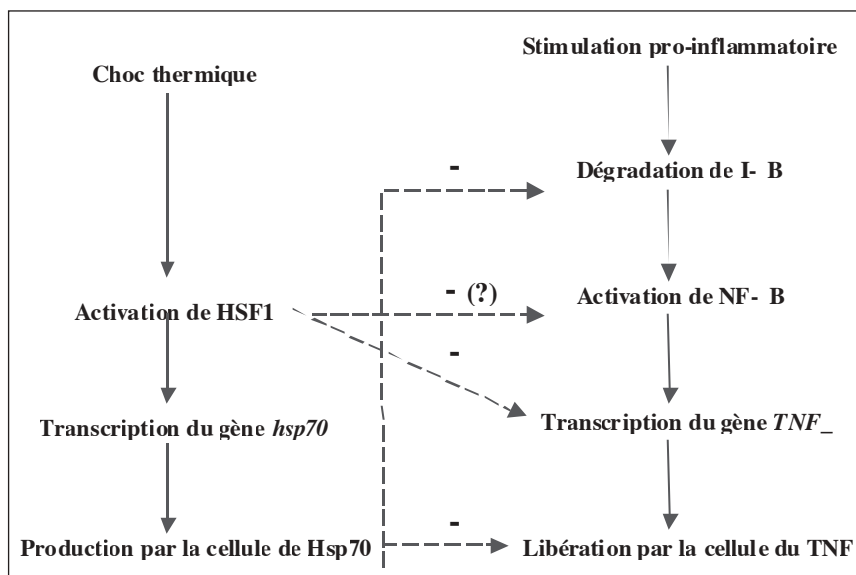 Stimulation pro-inflammatoire
Choc thermique
-
Dégradation de I- B
- (?)
Activation de HSF1
Activation de NF- B
-
Transcription du gène hsp70
Transcription du gène TNF_
-
Production par la cellule de Hsp70
Libération par la cellule du TNF